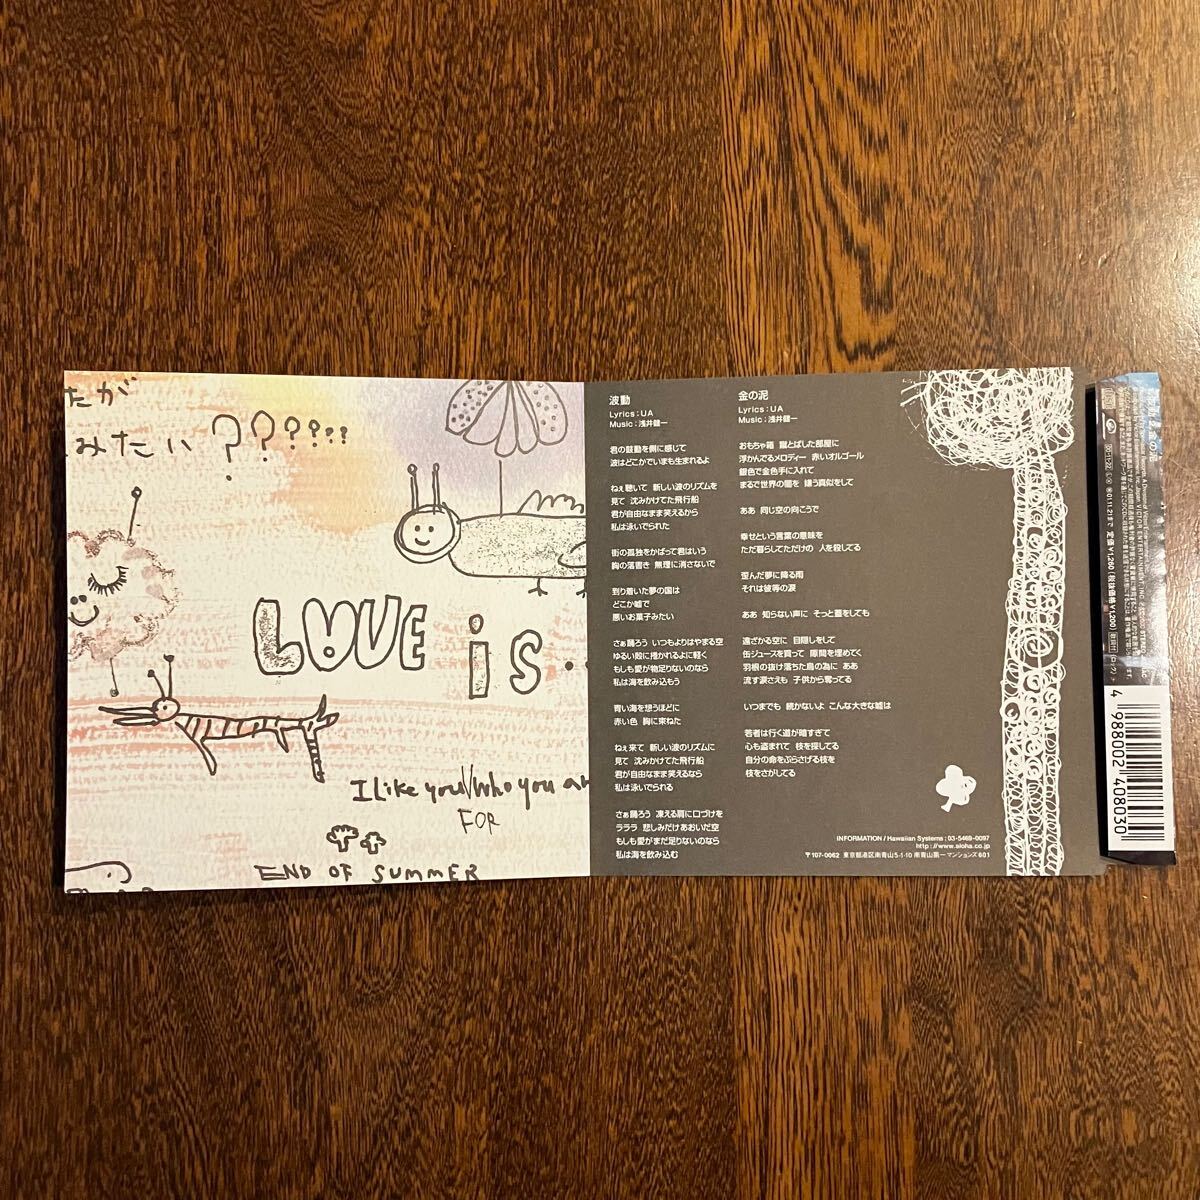 たがみたい？？？？？？
LOVE is・
I like you/who you
FOR
END OF SUMMER
波動
Lyrics：UA
Music：浅井健一
君の鼓動を側に感じて
波はどこかでいまも生まれるよ
ねぇ聴いて 新しい波のリズムを
見て 沈みかけてた飛行船
君が自由なまま笑えるから
私は泳いでられた
街の孤独をかばって君はいう
胸の落書き 無理に消さないで
到り着いた夢の国は
どこか嘘で
悪いお菓子みたい
さぁ踊ろう いつもよりはやまる空
ゆるい殻に抱かれるよに軽く
もしも愛が物足りないのなら
私は海を飲み込もう
青い海を想うほどに
赤い色 胸に束ねた
ねぇ来て 新しい波のリズムに
見て 沈みかけてた飛行船
君が自由なまま笑えるなら
私は泳いでられる
さぁ踊ろう 凍える肩に口づけを
ラララ 悲しみだけあおいだ空
もしも愛がまだ足りないのなら
私は海を飲み込む
金の泥
Lyrics：UA
Music：浅井健一
おもちゃ箱 蹴とばした部屋に
浮かんでるメロディー 赤いオルゴール
銀色で金色手に入れて
まるで世界の闇を 嫌う真似をして
ああ 同じ空の向こうで
幸せという言葉の意味を
ただ暮らしてただけの 人を殺してる
歪んだ夢に降る雨
それは彼等の涙
ああ 知らない声に そっと蓋をしても
遠ざかる空に 目隠しをして
缶ジュースを買って 隙間を埋めてく
羽根の抜け落ちた鳥の為に ああ
流す涙さえも 子供から奪ってる
いつまでも 続かないよ こんな大きな嘘は
若者は行く道が暗すぎて
心も盗まれて 枝を探してる
自分の命をぶらさげる枝を
枝をさがしてる
INFORMATION / Hawaiian Systems : 03-5469-0097
http://www.aloha.co.jp
〒107-0062 東京都港区南青山5-1-10 南青山第一マンションズ601
定価￥1,260（税抜価格￥1,200）
4 988002 408030